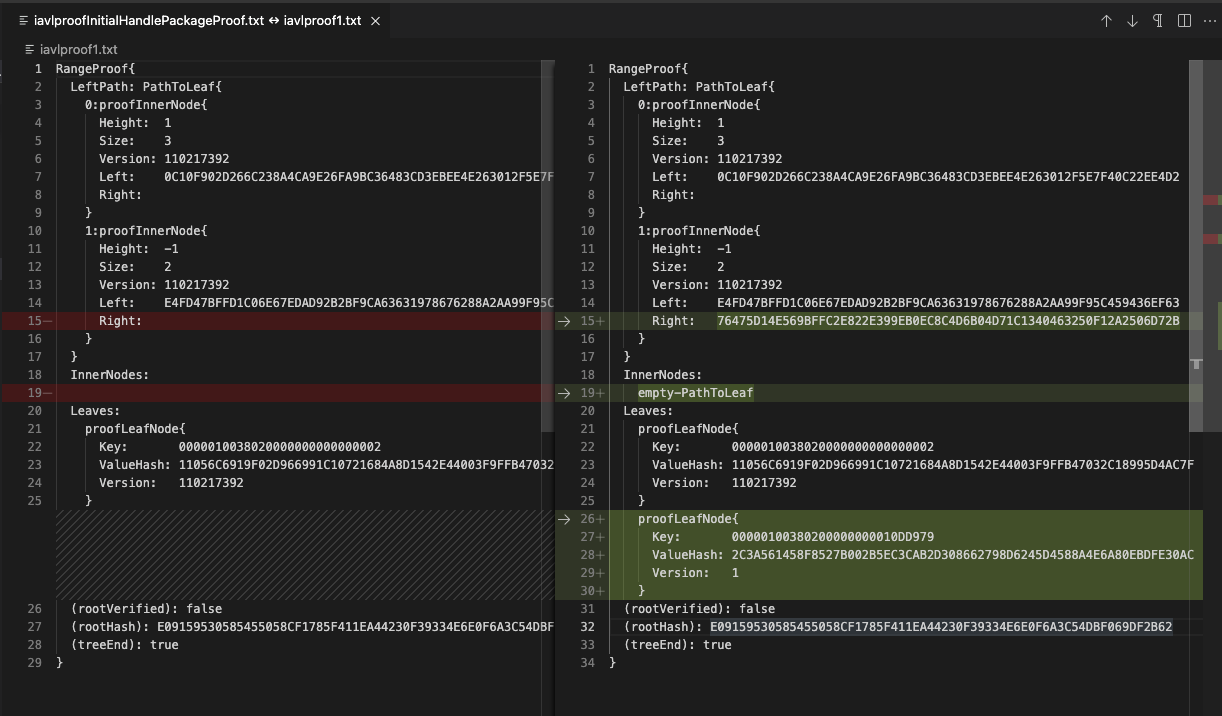 iavlproofInitialHandlePackageProof.txt ↔ iavlproof1.txt
iavlproof1.txt
1 RangeProof{
2 LeftPath: PathToLeaf{
3 0:proofInnerNode{
4 Height: 1
5 Size: 3
6 Version: 110217392
7 Left: 0C10F902D266C238A4CA9E26FA9BC36483CD3EBEE4E263012F5E7F
8 Right:
9 }
10 1:proofInnerNode{
11 Height: -1
12 Size: 2
13 Version: 110217392
14 Left: E4FD47BFFD1C06E67EDAD92B2BF9CA63631978676288A2AA99F95C
15- Right:
16 }
17 }
18 InnerNodes:
19-
20 Leaves:
21 proofLeafNode{
22 Key: 0000010038020000000000000002
23 ValueHash: 11056C6919F02D966991C10721684A8D1542E44003F9FFB47032
24 Version: 110217392
25 }
26 (rootVerified): false
27 (rootHash): E09159530585455058CF1785F411EA44230F39334E6E0F6A3C54DBF
28 (treeEnd): true
29 }
1 RangeProof{
2 LeftPath: PathToLeaf{
3 0:proofInnerNode{
4 Height: 1
5 Size: 3
6 Version: 110217392
7 Left: 0C10F902D266C238A4CA9E26FA9BC36483CD3EBEE4E263012F5E7F40C22EE4D2
8 Right:
9 }
10 1:proofInnerNode{
11 Height: -1
12 Size: 2
13 Version: 110217392
14 Left: E4FD47BFFD1C06E67EDAD92B2BF9CA63631978676288A2AA99F95C459436EF63
15+ Right: 76475D14E569BFFC2E822E399EB0EC8C4D6B04D71C1340463250F12A2506D72B
16 }
17 }
18 InnerNodes:
19+ empty-PathToLeaf
20 Leaves:
21 proofLeafNode{
22 Key: 0000010038020000000000000002
23 ValueHash: 11056C6919F02D966991C10721684A8D1542E44003F9FFB47032C18995D4AC7F
24 Version: 110217392
25 }
26+ proofLeafNode{
27+ Key: 00000100380200000000010DD979
28+ ValueHash: 2C3A561458F8527B002B5EC3CAB2D308662798D6245D4588A4E6A80EBDFE30AC
29+ Version: 1
30+ }
31 (rootVerified): false
32 (rootHash): E09159530585455058CF1785F411EA44230F39334E6E0F6A3C54DBF069DF2B62
33 (treeEnd): true
34 }